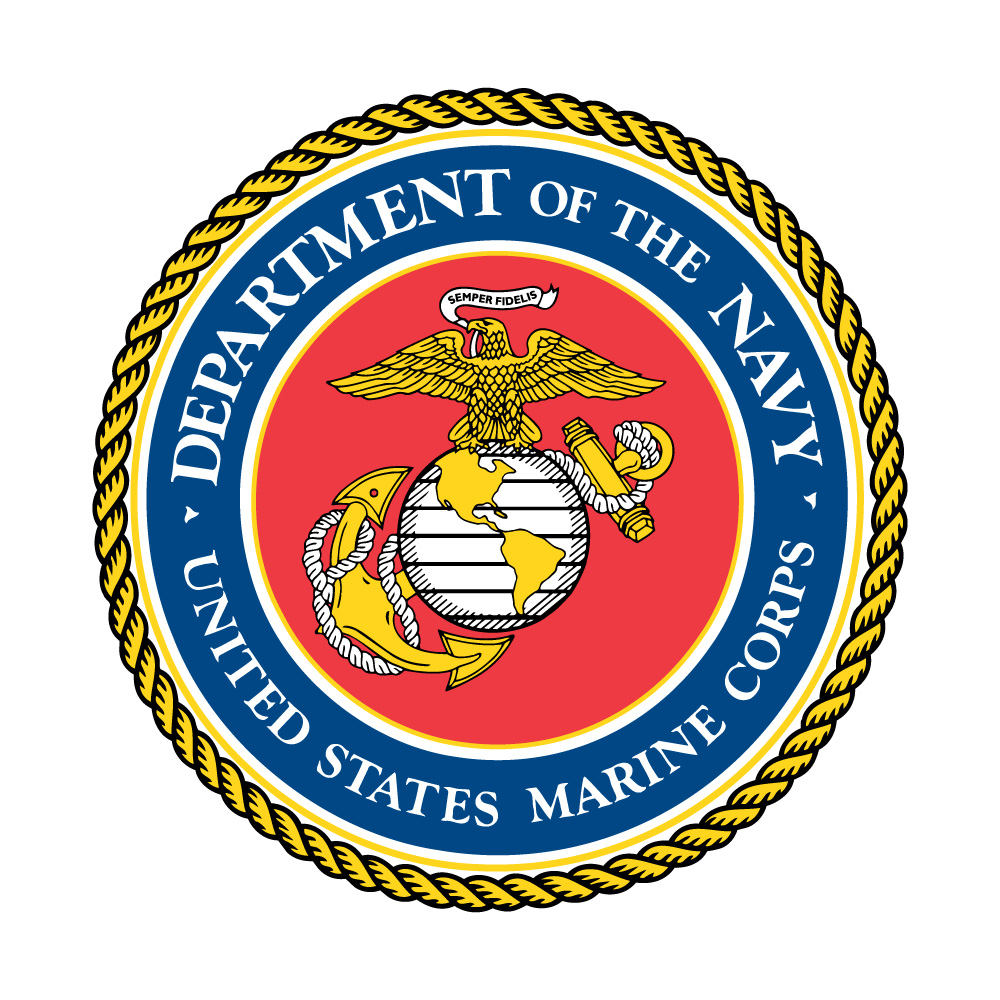 DEPARTMENT OF THE NAVY
SEMPER FIDELIS
UNITED STATES MARINE CORPS